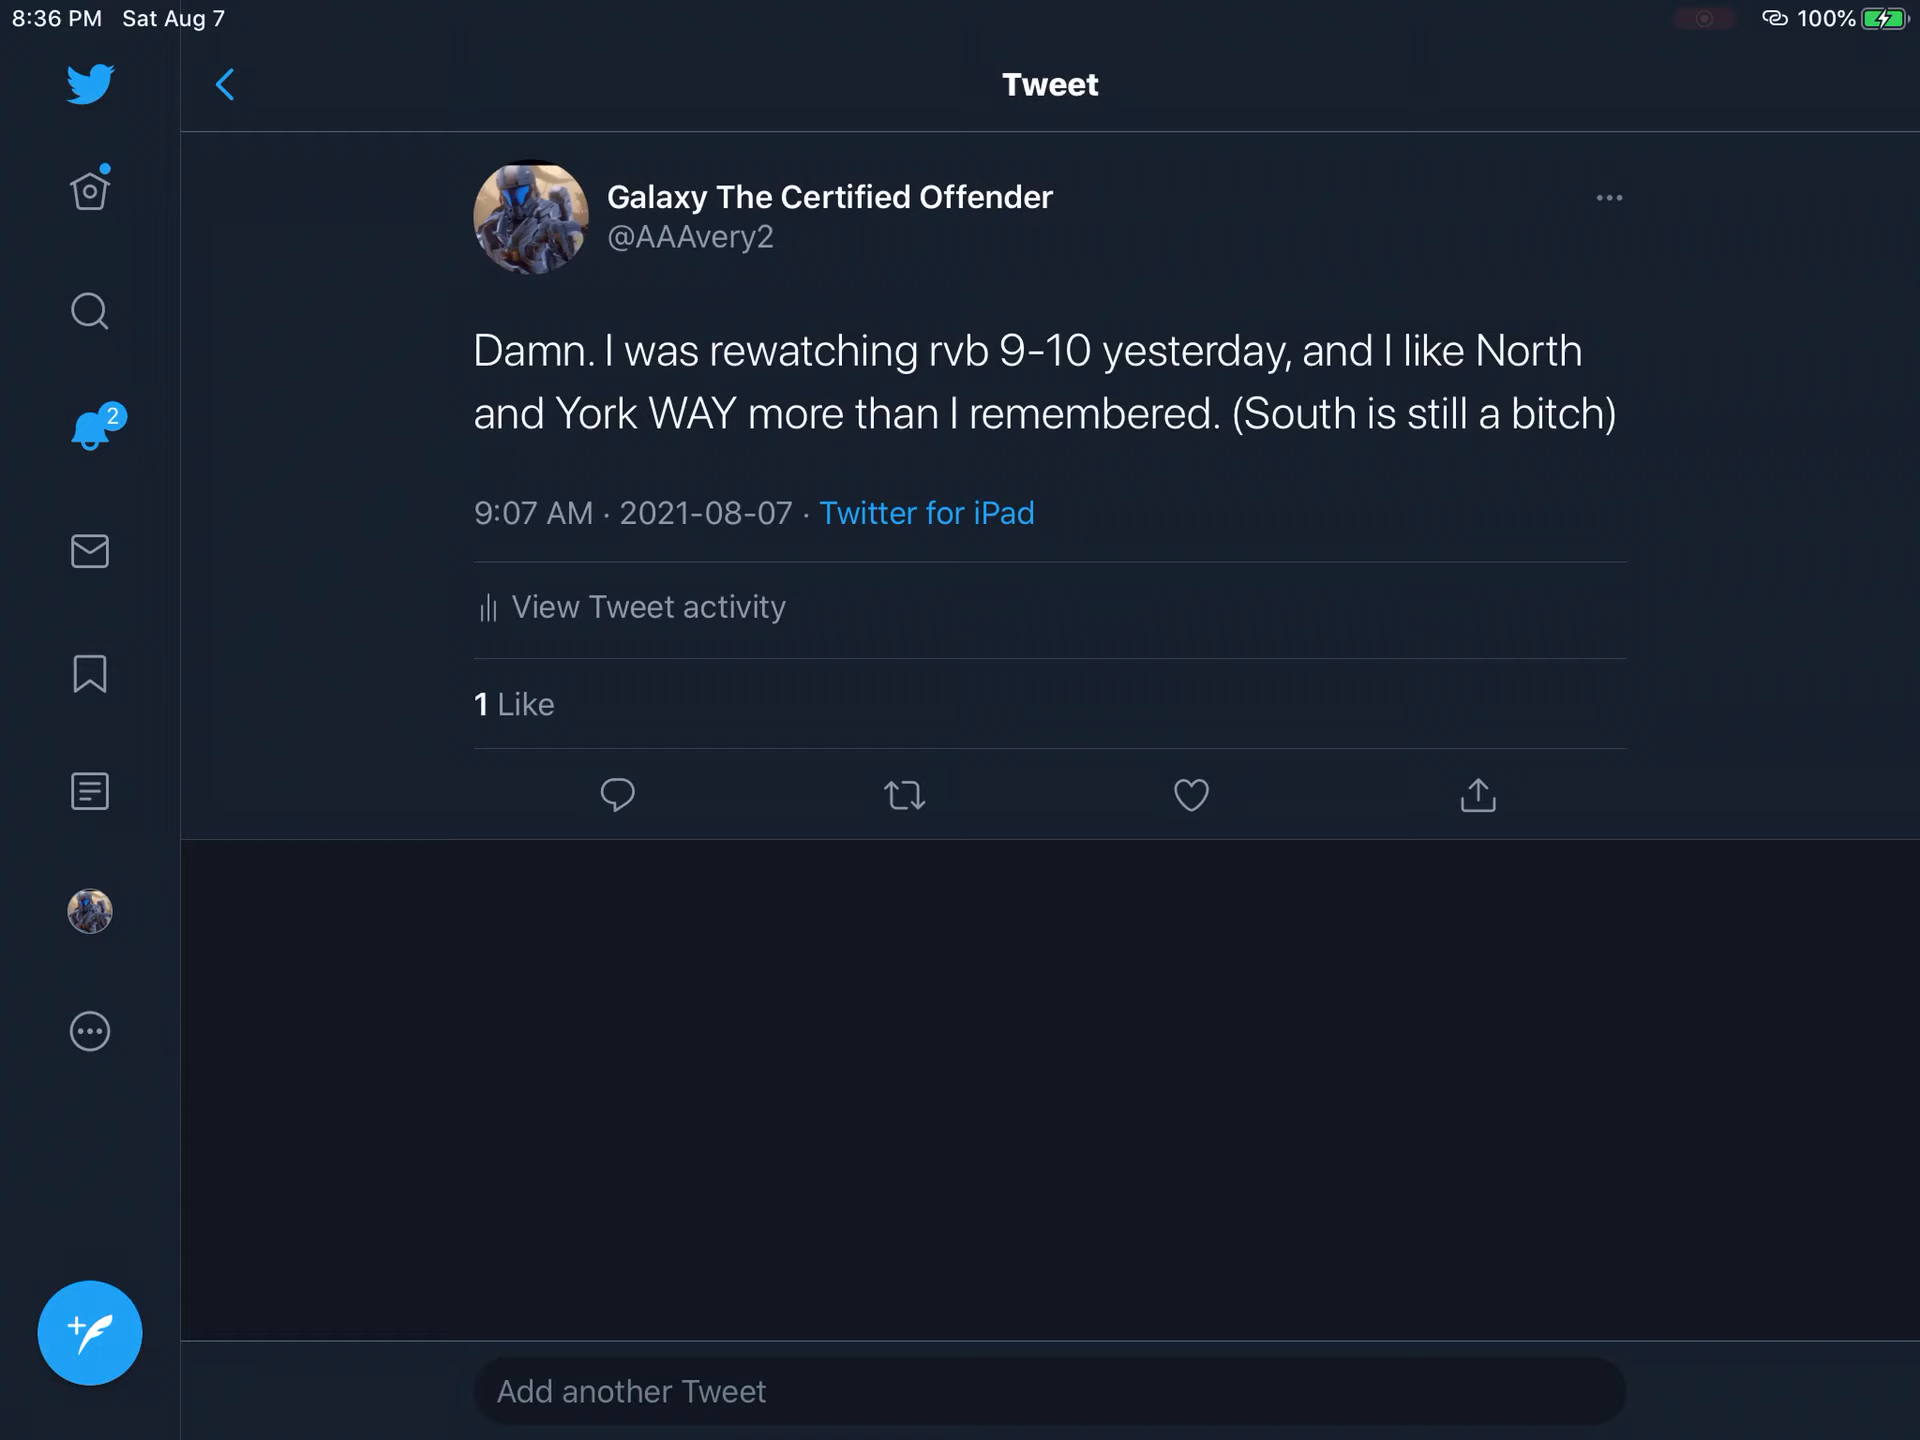 8:36 PM Sat Aug 7
100%
Tweet
Galaxy The Certified Offender
@AAAvery2
2
Damn. I was rewatching rvb 9-10 yesterday, and I like North
and York WAY more than I remembered. (South is still a bitch)
9:07 AM · 2021-08-07 · Twitter for iPad
View Tweet activity
1 Like
Add another Tweet